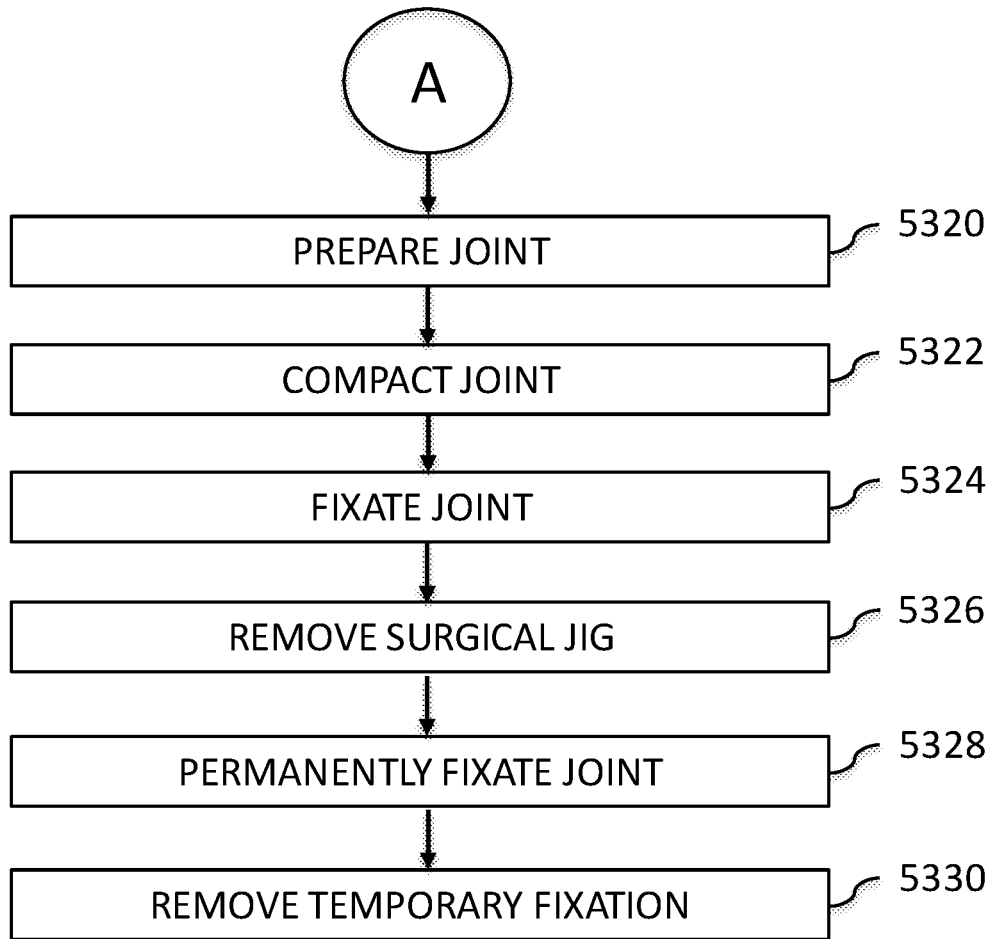 A
PREPARE JOINT
5320
COMPACT JOINT
5322
FIXATE JOINT
5324
REMOVE SURGICAL JIG
5326
PERMANENTLY FIXATE JOINT
5328
REMOVE TEMPORARY FIXATION
5330